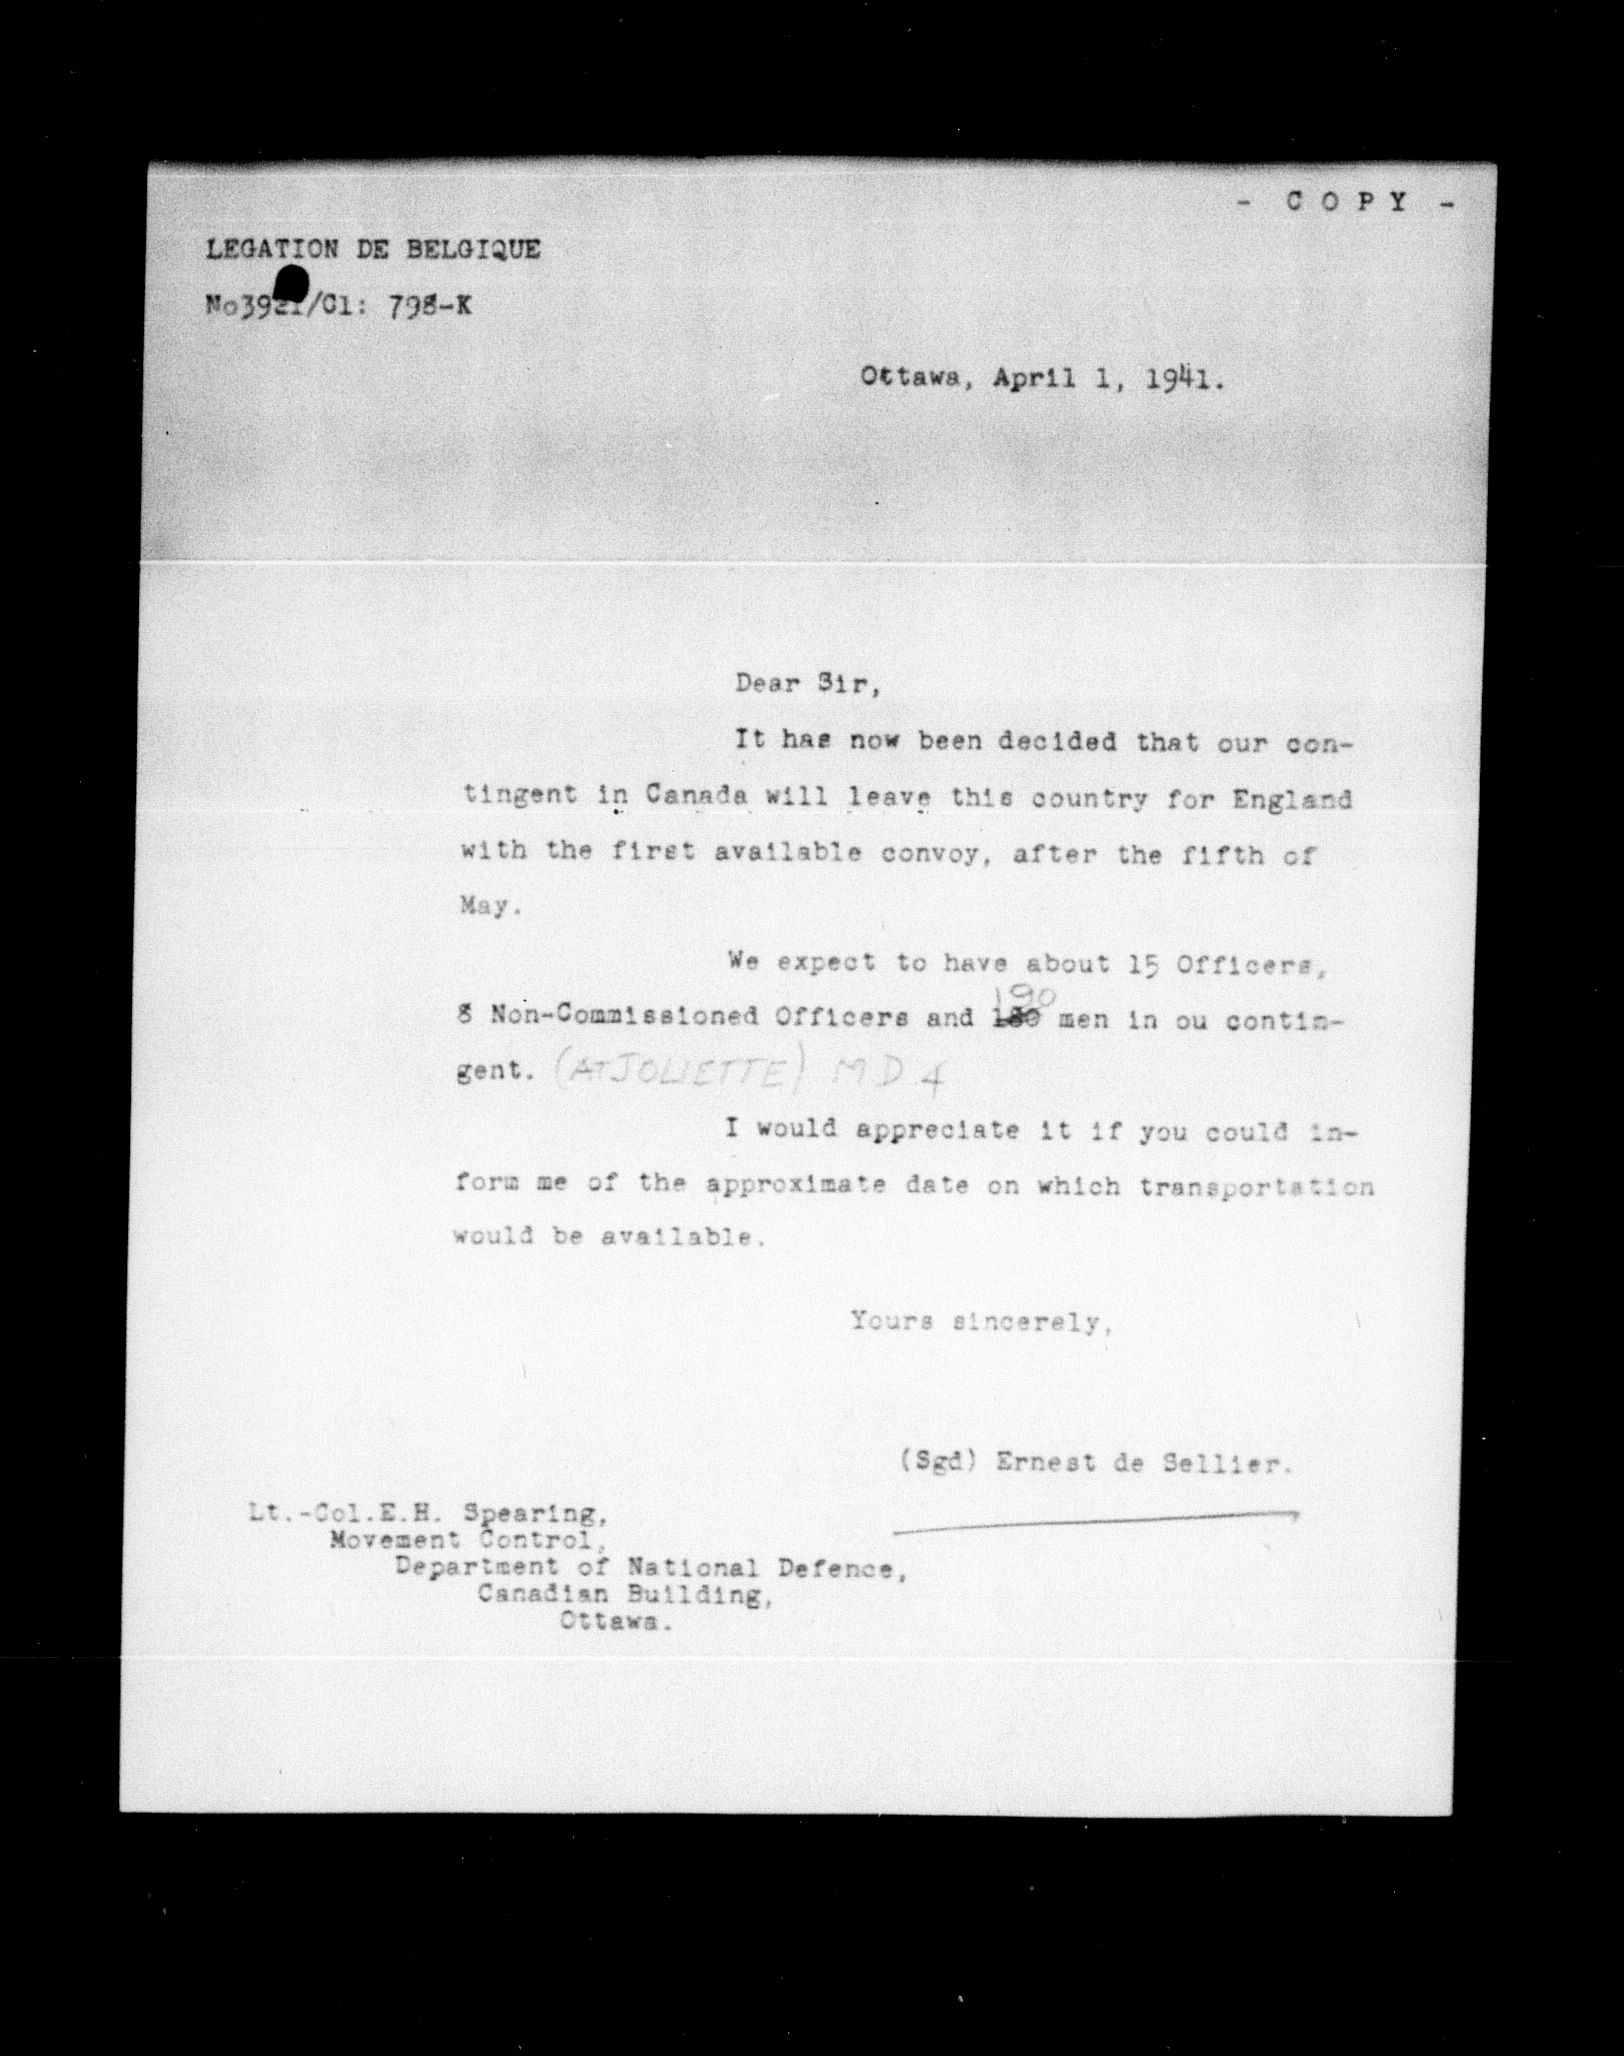 - C O P Y -
LEGATION DE BELGIQUE
No3921/Cl: 798-K
Ottawa, April 1, 1941.
Dear Sir,
It has now been decided that our con-
tingent in Canada will leave this country for England
with the first available convoy, after the fifth of
May.
We expect to have about 15 Officers,
190
8 Non-Commissioned Officers and men in ou contin-
gent. (AT JOLIETTE) M D 4
I would appreciate it if you could in-
form me of the approximate date on which transportation
would be available.
Yours sincerely,
(Sgd) Ernest de Sellier.
Lt.-Col.E.H. Spearing,
Movement Control,
Department of National Defence,
Canadian Building,
Ottawa.